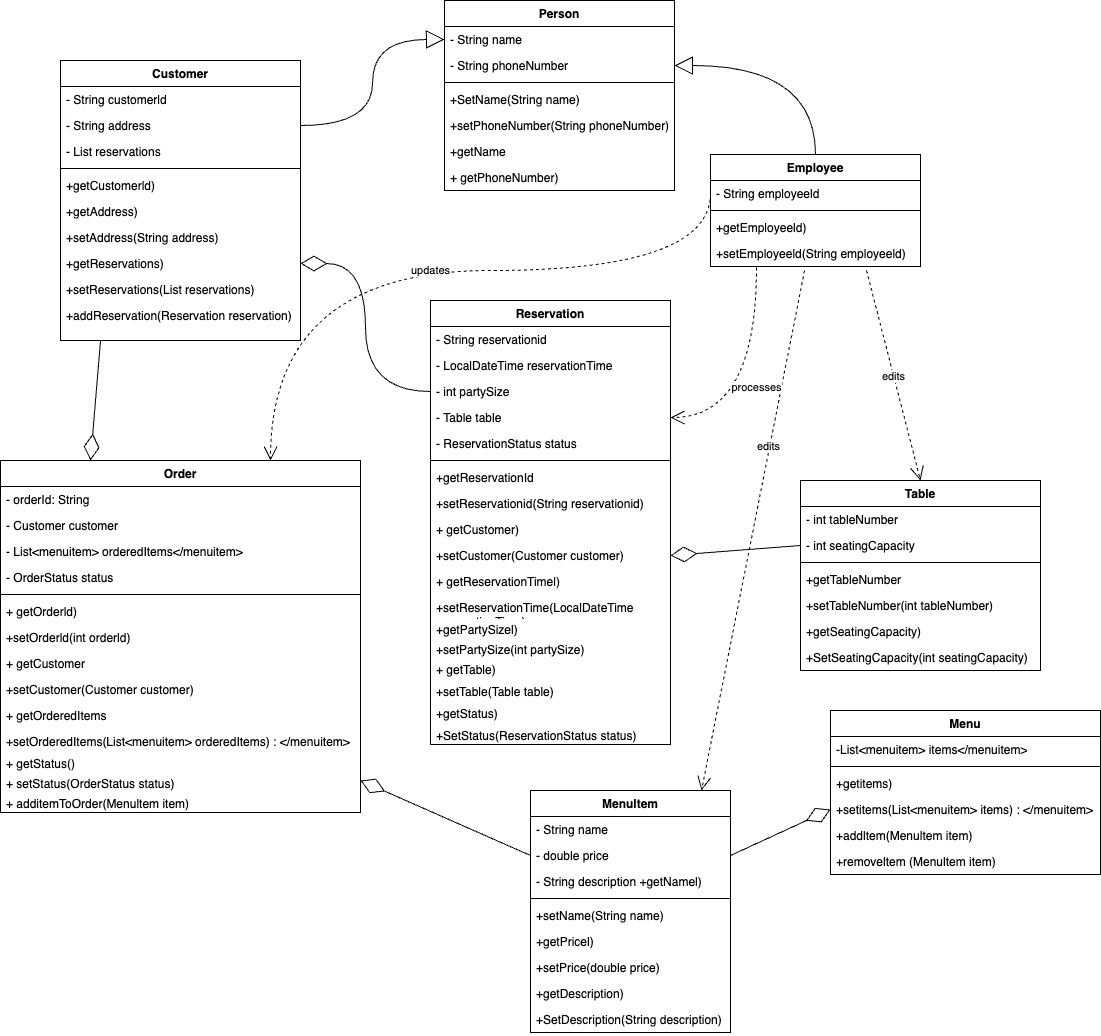 Person
- String name
- String phoneNumber
+SetName(String name)
+setPhoneNumber(String phoneNumber)
+getName
+ getPhoneNumber)
Customer
- String customerId
- String address
- List reservations
+getCustomerId)
+getAddress)
+setAddress(String address)
+getReservations)
+setReservations(List reservations)
+addReservation(Reservation reservation)
Employee
- String employeeId
+getEmployeeId)
+setEmployeeId(String employeeId)
updates
processes
edits
edits
Reservation
- String reservationid
- LocalDateTime reservationTime
- int partySize
- Table table
- ReservationStatus status
+getReservationId
+setReservationid(String reservationid)
+ getCustomer)
+setCustomer(Customer customer)
+ getReservationTimel)
+setReservationTime(LocalDateTime
+getPartySizel)
+setPartySize(int partySize)
+ getTable)
+setTable(Table table)
+getStatus)
+SetStatus(ReservationStatus status)
Order
- orderId: String
- Customer customer
- List<menuitem> orderedItems</menuitem>
- OrderStatus status
+ getOrderId)
+setOrderId(int orderId)
+ getCustomer
+setCustomer(Customer customer)
+ getOrderedItems
+setOrderedItems(List<menuitem> orderedItems) : </menuitem>
+ getStatus()
+ setStatus(OrderStatus status)
+ additemToOrder(MenuItem item)
Table
- int tableNumber
- int seatingCapacity
+getTableNumber
+setTableNumber(int tableNumber)
+getSeatingCapacity)
+SetSeatingCapacity(int seatingCapacity)
Menu
-List<menuitem> items</menuitem>
+getitems)
+setitems(List<menuitem> items) : </menuitem>
+addItem(MenuItem item)
+removeItem (MenuItem item)
MenuItem
- String name
- double price
- String description +getNamel)
+setName(String name)
+getPricel)
+setPrice(double price)
+getDescription)
+SetDescription(String description)